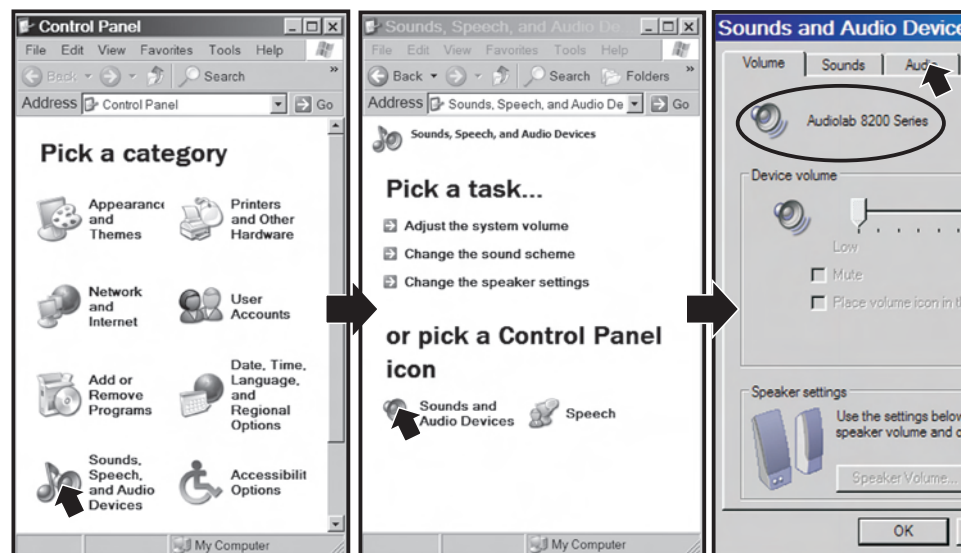 Control Panel
File Edit View Favorites Tools Help
Back Search »
Address Control Panel Go
Pick a category
Appearance
and
Themes
Printers
and Other
Hardware
Network
and
Internet
User
Accounts
Add or
Remove
Programs
Date, Time,
Language,
and
Regional
Options
Sounds,
Speech,
and Audio
Devices
Accessibilit
Options
My Computer
Sounds, Speech, and Audio De
File Edit View Favorites Tools Help
Back Search Folders »
Address Sounds, Speech, and Audio De Go
Sounds, Speech, and Audio Devices
Pick a task...
Adjust the system volume
Change the sound scheme
Change the speaker settings
or pick a Control Panel
icon
Sounds and
Audio Devices
Speech
My Computer
Sounds and Audio Device
Volume Sounds Audio
Audiolab 8200 Series
Device volume
Low
Mute
Place volume icon in th
Speaker settings
Use the settings below
speaker volume and o
Speaker Volume...
OK